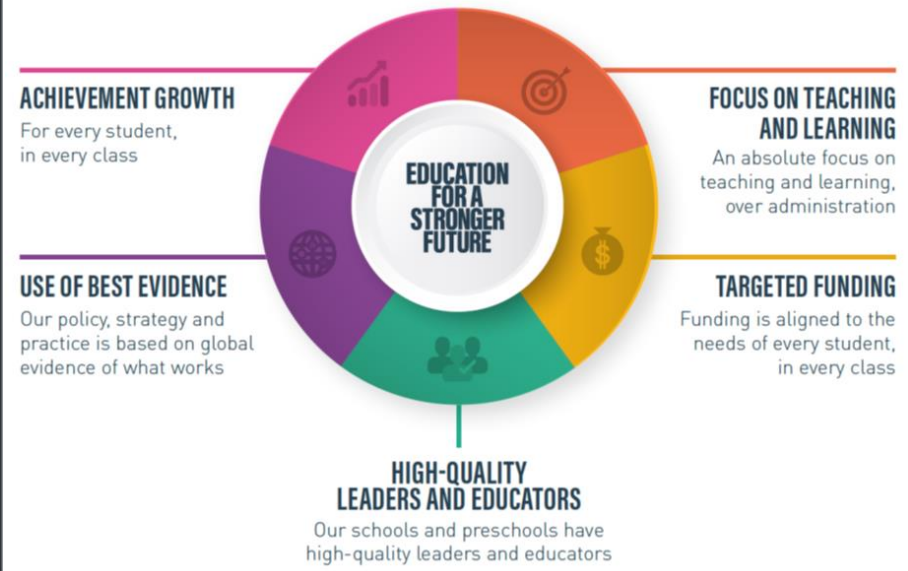 ACHIEVEMENT GROWTH
For every student,
in every class
FOCUS ON TEACHING
AND LEARNING
An absolute focus on
teaching and learning,
over administration
EDUCATION
FOR A
STRONGER
FUTURE
$
USE OF BEST EVIDENCE
Our policy, strategy and
practice is based on global
evidence of what works
TARGETED FUNDING
Funding is aligned to the
needs of every student,
in every class
HIGH-QUALITY
LEADERS AND EDUCATORS
Our schools and preschools have
high-quality leaders and educators